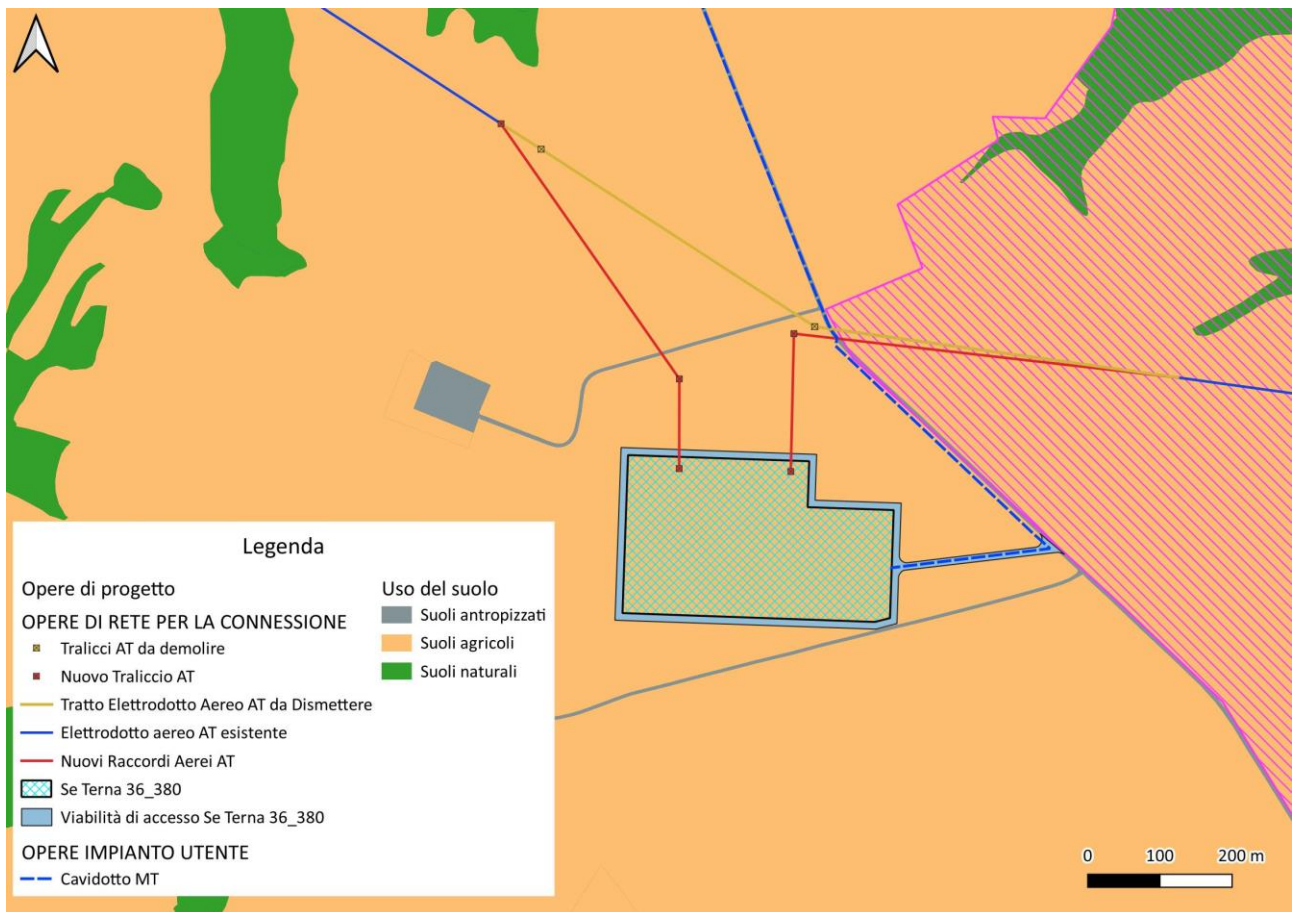 Legenda
Opere di progetto
OPERE DI RETE PER LA CONNESSIONE
Tralicci AT da demolire
Nuovo Traliccio AT
Tratto Elettrodotto Aereo AT da Dismettere
Elettrodotto aereo AT esistente
Nuovi Raccordi Aerei AT
Se Terna 36_380
Viabilità di accesso Se Terna 36_380
OPERE IMPIANTO UTENTE
Cavidotto MT
Uso del suolo
Suoli antropizzati
Suoli agricoli
Suoli naturali
0 100 200 m